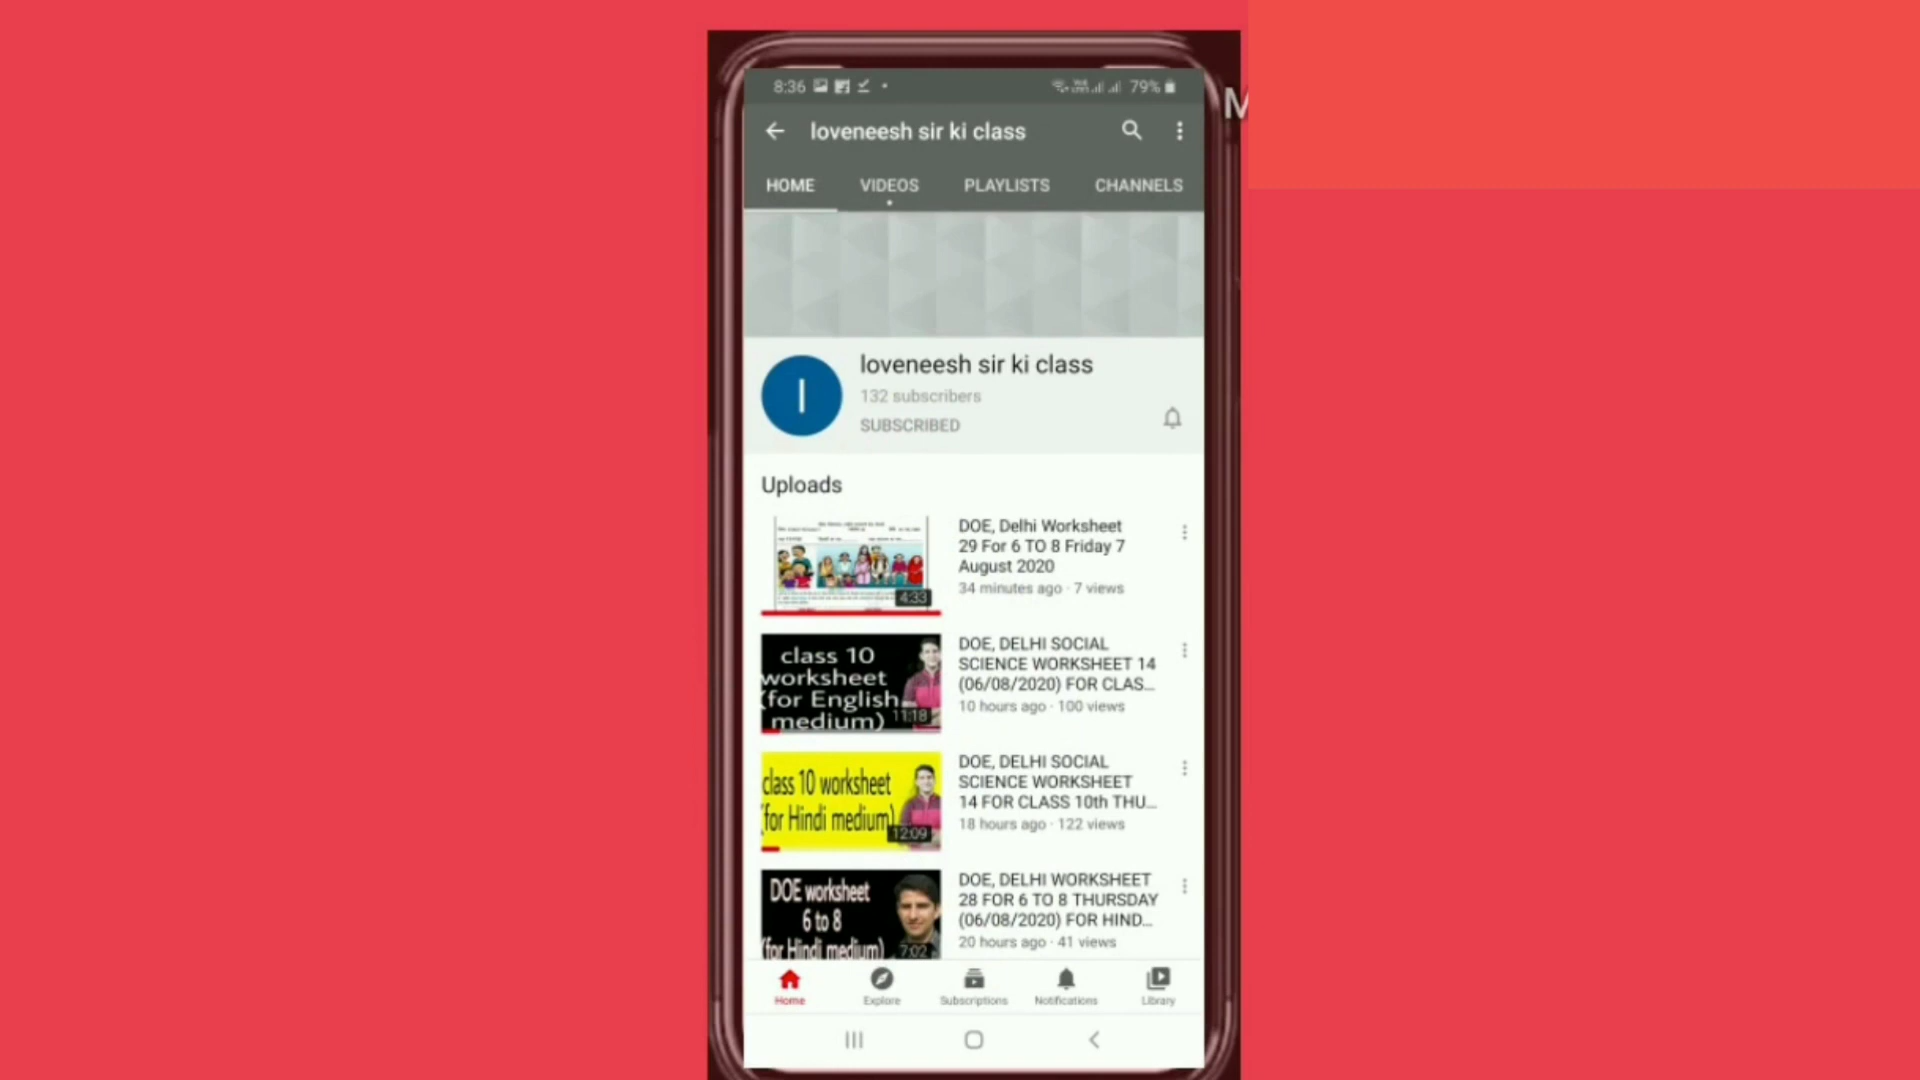 8:36
79%
M
loveneesh sir ki class
HOME VIDEOS PLAYLISTS CHANNELS
loveneesh sir ki class
132 subscribers
SUBSCRIBED
Uploads
4:33
DOE, Delhi Worksheet
29 For 6 TO 8 Friday 7
August 2020
34 minutes ago · 7 views
class 10
worksheet
(for English
medium)
11:18
DOE, DELHI SOCIAL
SCIENCE WORKSHEET 14
(06/08/2020) FOR CLAS...
10 hours ago · 100 views
class 10 worksheet
(for Hindi medium)
12:09
DOE, DELHI SOCIAL
SCIENCE WORKSHEET
14 FOR CLASS 10th THU...
18 hours ago · 122 views
DOE worksheet
6 to 8
(for Hindi medium)
7:02
DOE, DELHI WORKSHEET
28 FOR 6 TO 8 THURSDAY
(06/08/2020) FOR HIND...
20 hours ago · 41 views
Home Explore Subscriptions Notifications Library